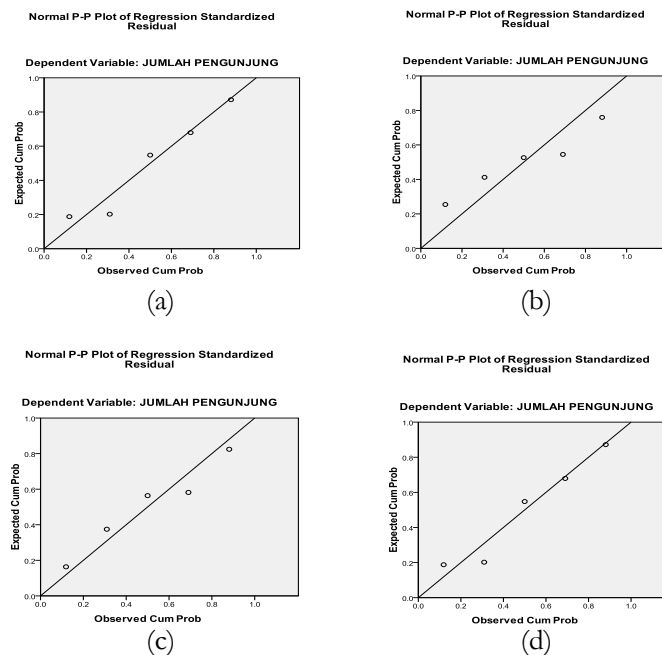 Normal P-P Plot of Regression Standardized
Residual
Dependent Variable: JUMLAH PENGUNJUNG
Expected Cum Prob
1.0
0.8
0.6
0.4
0.2
0.0
0.0 0.2 0.4 0.6 0.8 1.0
Observed Cum Prob
(a)
Normal P-P Plot of Regression Standardized
Residual
Dependent Variable: JUMLAH PENGUNJUNG
Expected Cum Prob
1.0
0.8
0.6
0.4
0.2
0.0
0.0 0.2 0.4 0.6 0.8 1.0
Observed Cum Prob
(b)
Normal P-P Plot of Regression Standardized
Residual
Dependent Variable: JUMLAH PENGUNJUNG
Expected Cum Prob
1.0
0.8
0.6
0.4
0.2
0.0
0.0 0.2 0.4 0.6 0.8 1.0
Observed Cum Prob
(c)
Normal P-P Plot of Regression Standardized
Residual
Dependent Variable: JUMLAH PENGUNJUNG
Expected Cum Prob
1.0
0.8
0.6
0.4
0.2
0.0
0.0 0.2 0.4 0.6 0.8 1.0
Observed Cum Prob
(d)